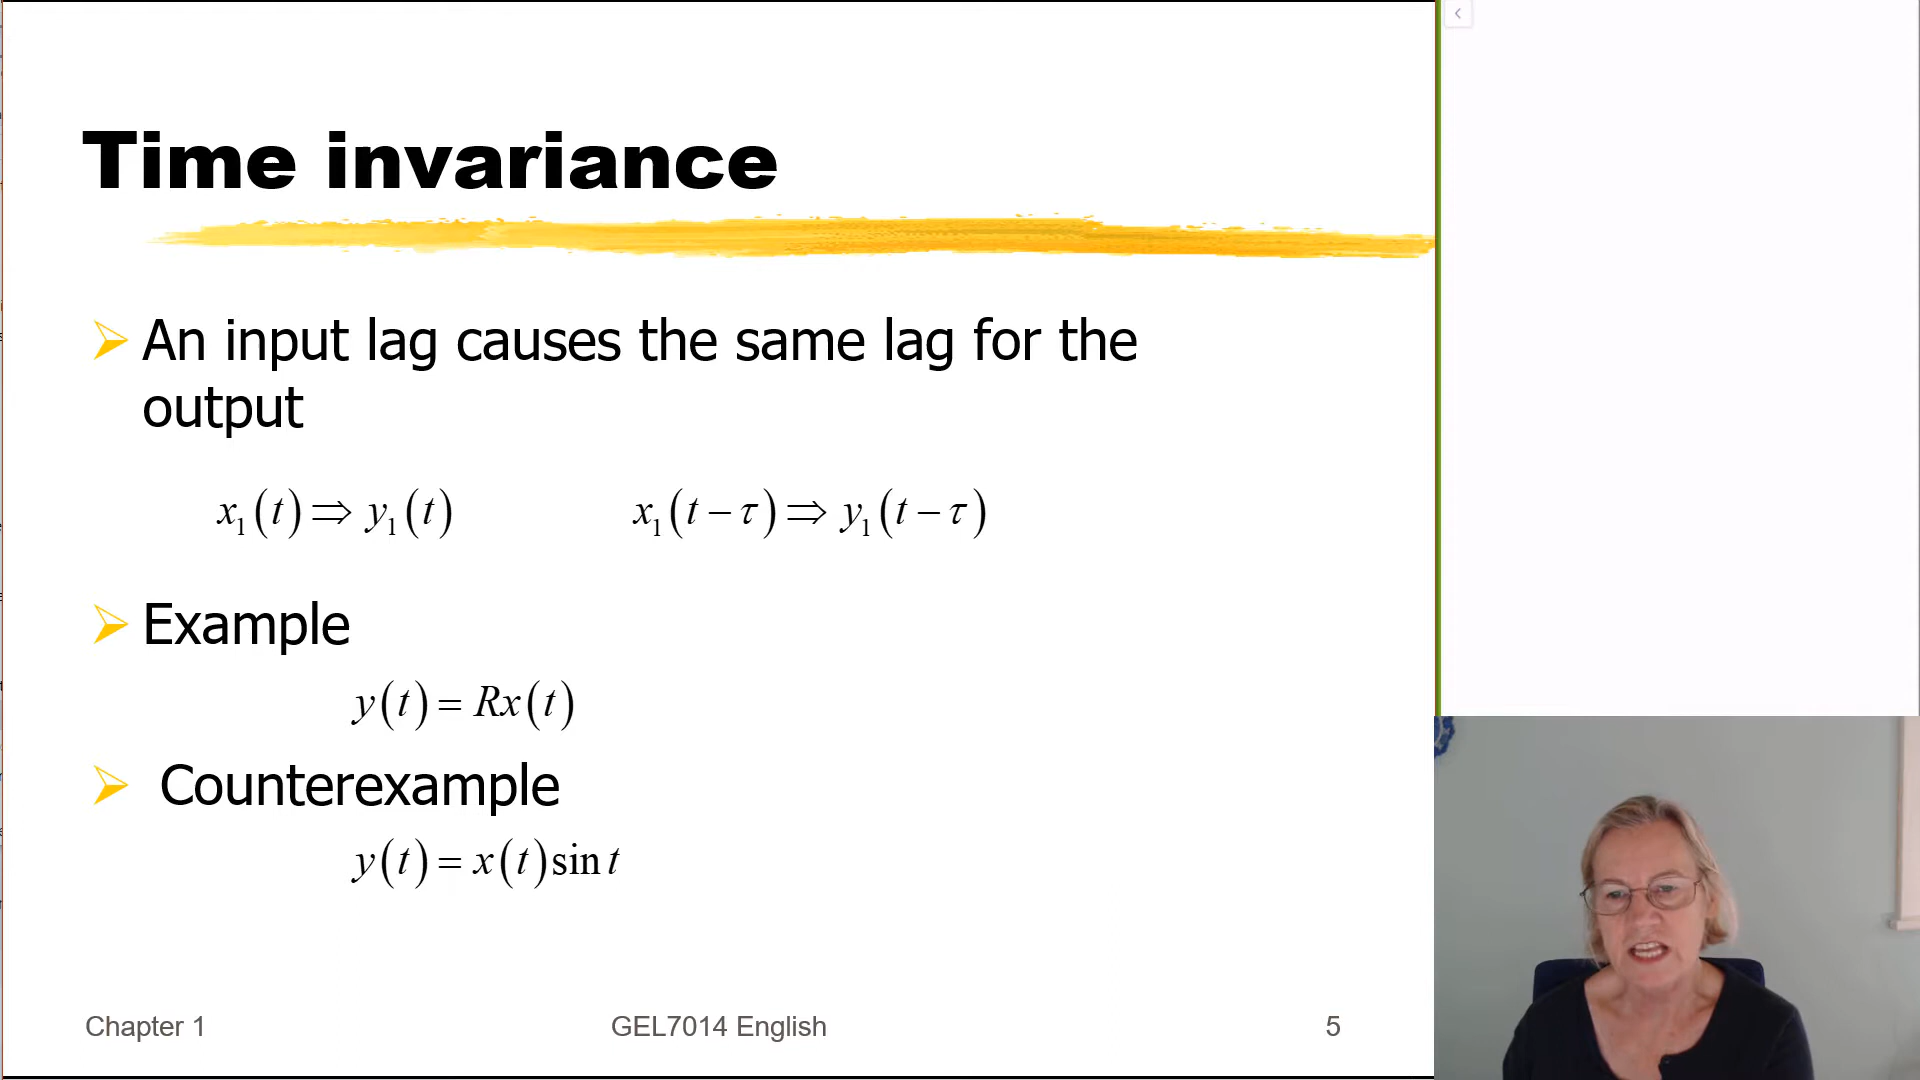 Time invariance
An input lag causes the same lag for the
output
x₁(t) ⇒ y₁(t)    x₁(t − τ) ⇒ y₁(t − τ)
Example
y(t) = Rx(t)
Counterexample
y(t) = x(t) sin t
Chapter 1    GEL7014 English    5